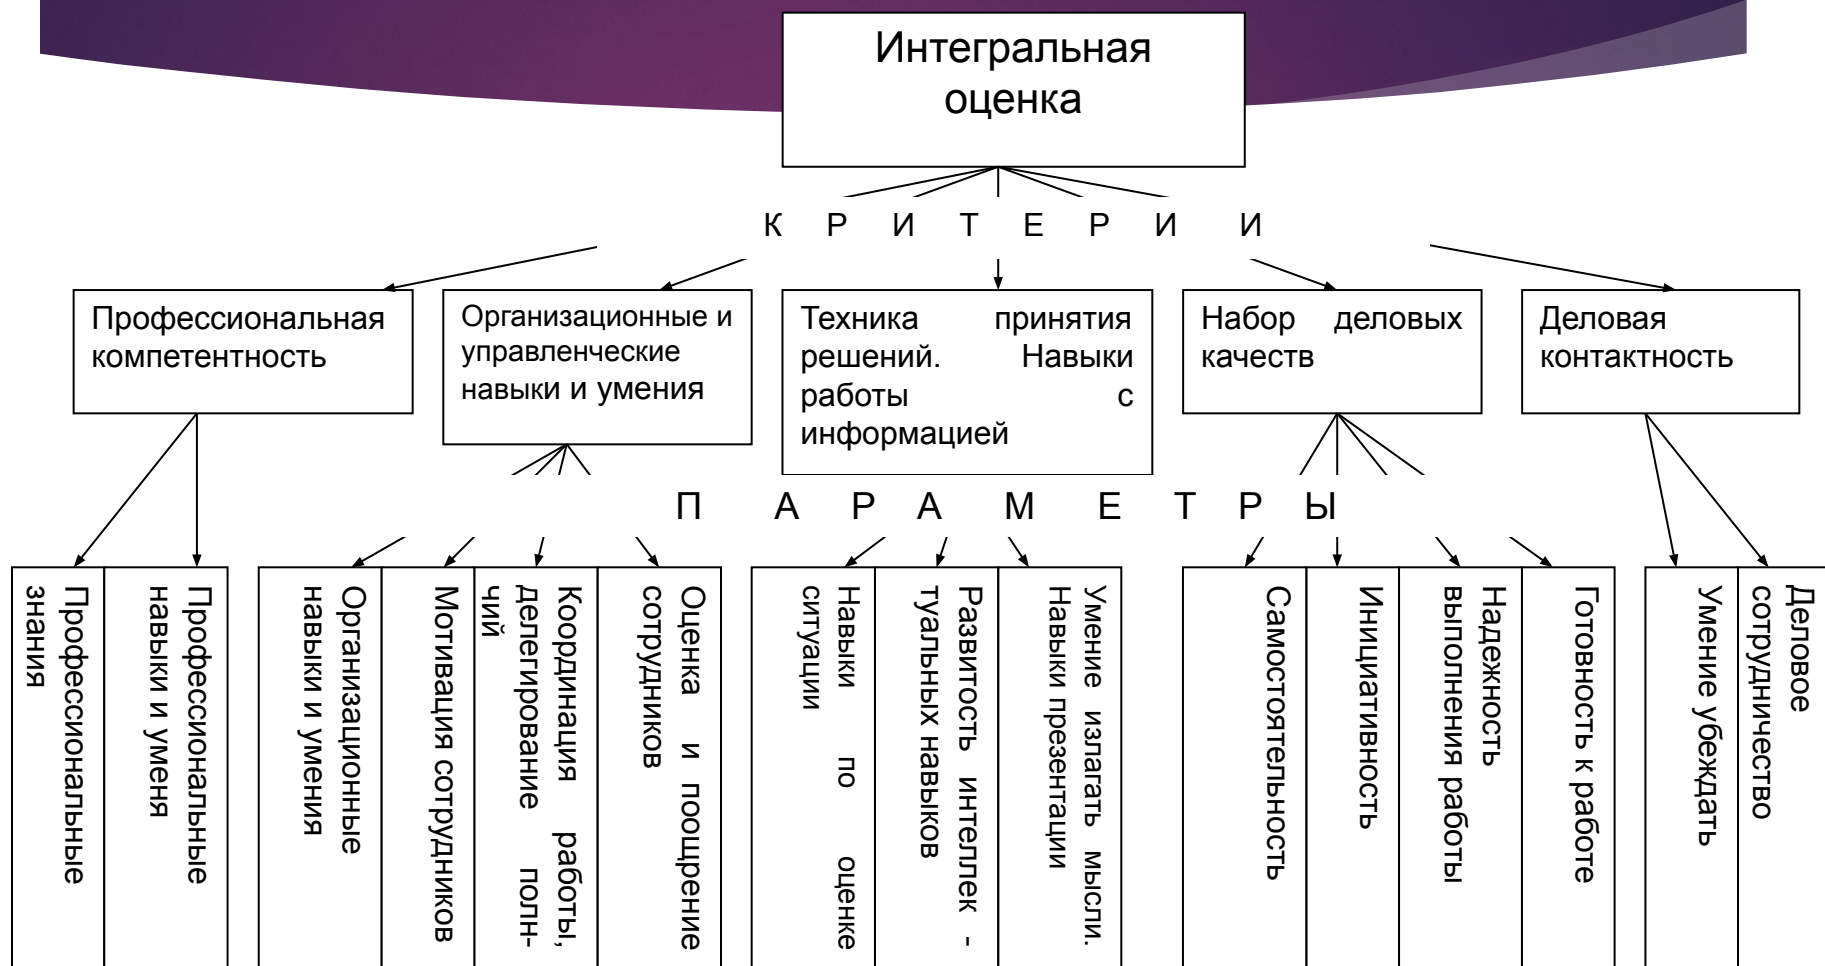 Интегральная
оценка
К Р И Т Е Р И И
Профессиональная
компетентность
Организационные и
управленческие
навыки и умения
Техника принятия
решений. Навыки
работы с
информацией
Набор деловых
качеств
Деловая
контактность
П А Р А М Е Т Р Ы
Профессиональные
знания
Профессиональные
навыки и уменя
Организационные
навыки и умения
Мотивация сотрудников
Координация работы,
делегирование полн-
чий
Оценка и поощрение
сотрудников
Навыки по оценке
ситуации
Развитость интеллек -
туальных навыков
Умение излагать мысли.
Навыки презентации
Самостоятельность
Инициативность
Надежность
выполнения работы
Готовность к работе
Умение убеждать
Деловое
сотрудничество